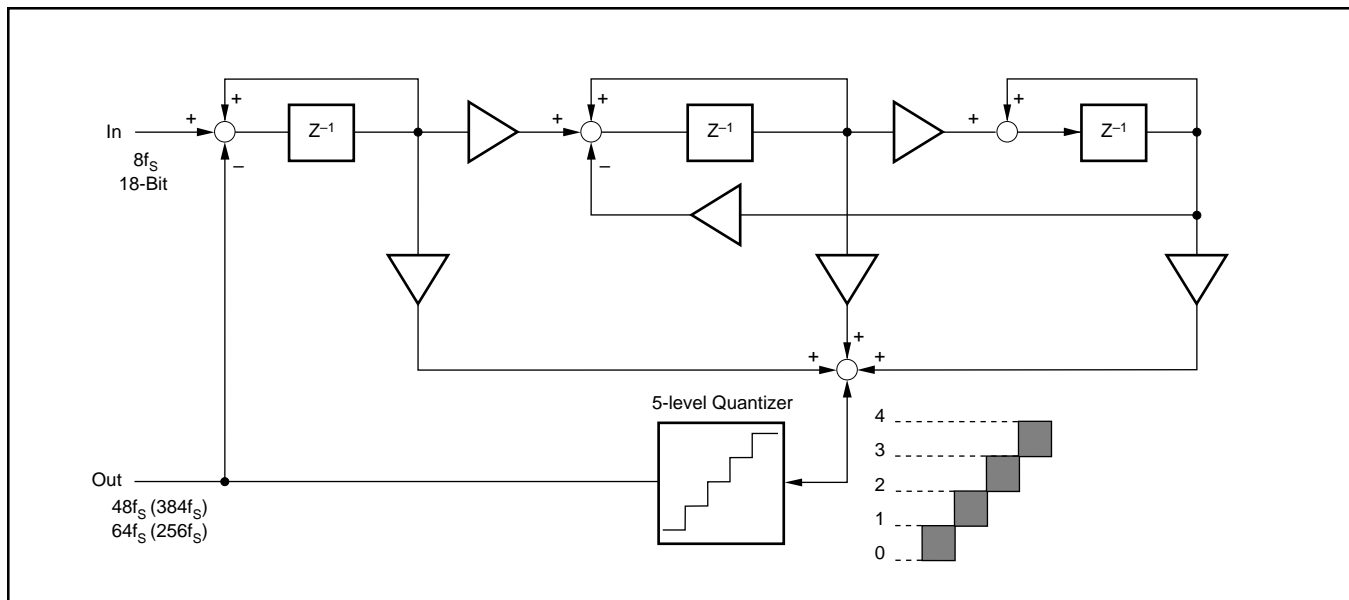 +
+
+
In
+
−
Z⁻¹
+
−
Z⁻¹
+
Z⁻¹
8fS
18-Bit
+
+
+
5-level Quantizer
4
3
2
1
0
Out
48fS (384fS)
64fS (256fS)